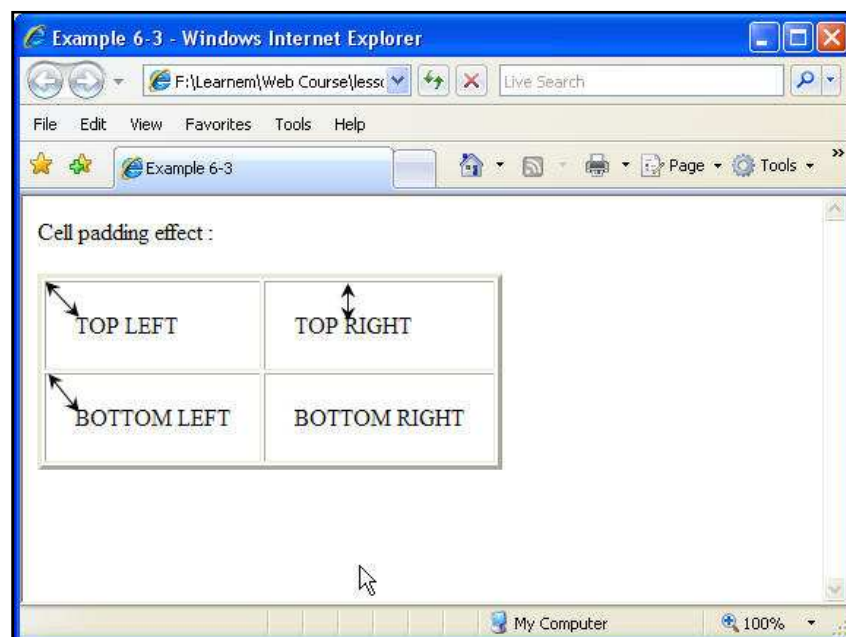 Example 6-3 - Windows Internet Explorer
F:\Learnem\Web Course\less
Live Search
File Edit View Favorites Tools Help
Example 6-3
Page Tools »
Cell padding effect :
TOP LEFT TOP RIGHT
BOTTOM LEFT BOTTOM RIGHT
My Computer 100%